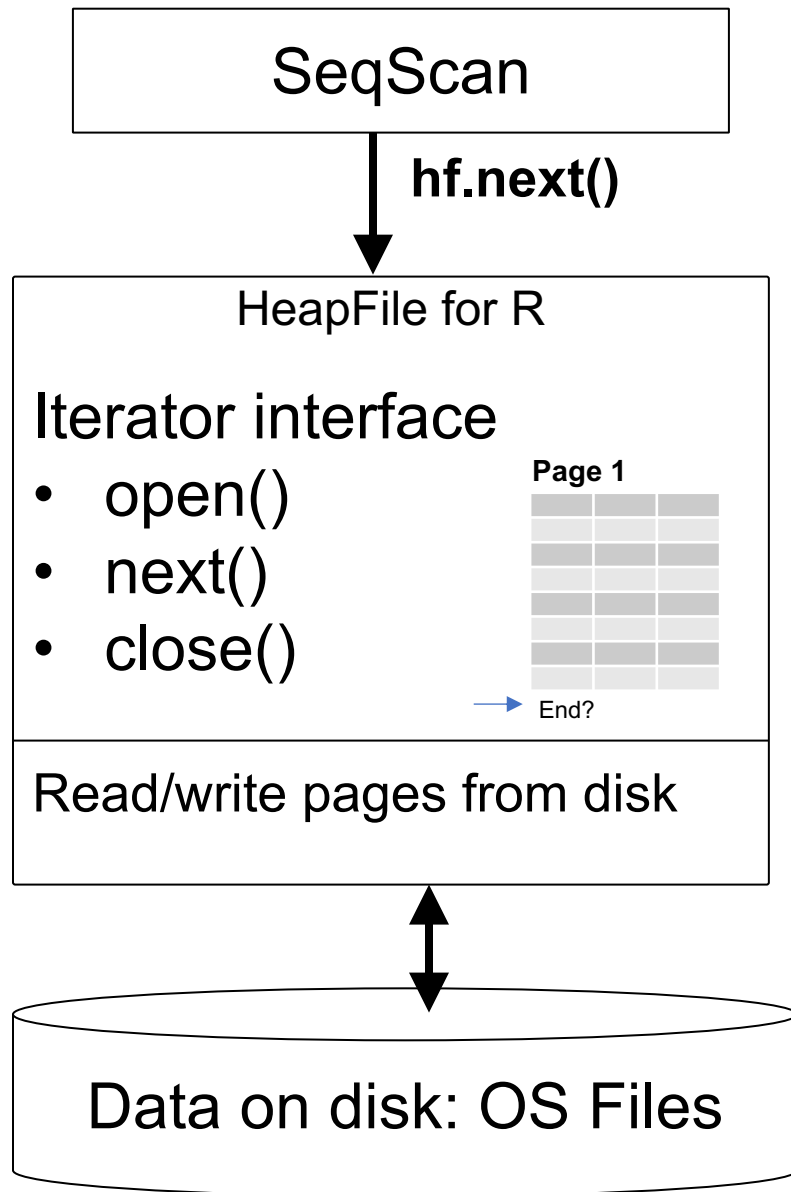 SeqScan
hf.next()
HeapFile for R
Iterator interface
• open()
• next()
• close()
Page 1
End?
Read/write pages from disk
Data on disk: OS Files